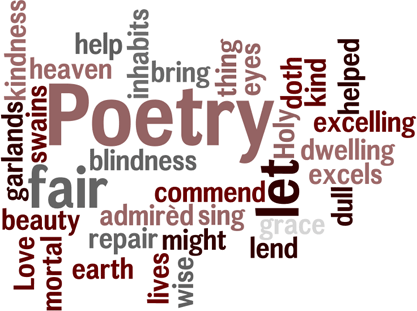 kindness
help
heaven
inhabits
bring
thing
eyes
doth
kind
helped
garlands
swains
Poetry
Holy
excelling
dwelling
excels
blindness
fair
let
dull
commend
beauty
admirèd
sing
grace
repair
might
lend
Love
mortal
earth
lives
wise